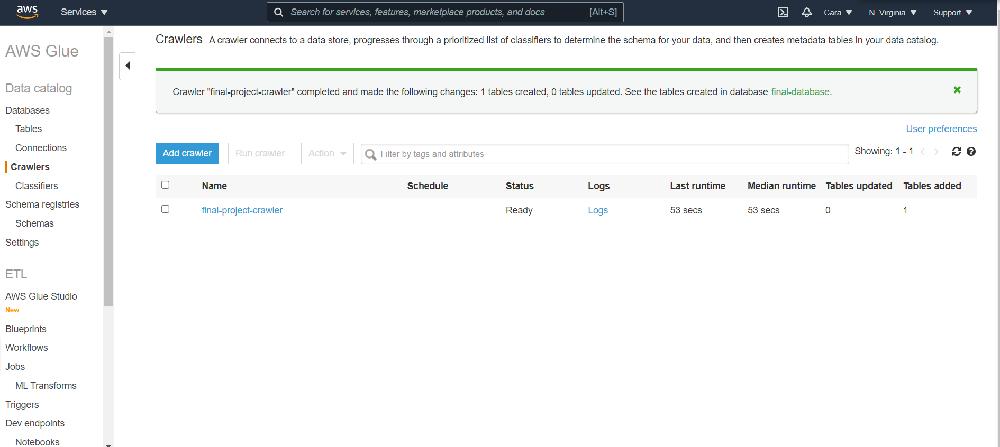 aws
Services
Search for services, features, marketplace products, and docs [Alt+S]
Cara
N. Virginia
Support
AWS Glue
Data catalog
Databases
Tables
Connections
Crawlers
Classifiers
Schema registries
Schemas
Settings
ETL
AWS Glue Studio
New
Blueprints
Workflows
Jobs
ML Transforms
Triggers
Dev endpoints
Notebooks
Crawlers A crawler connects to a data store, progresses through a prioritized list of classifiers to determine the schema for your data, and then creates metadata tables in your data catalog.
Crawler "final-project-crawler" completed and made the following changes: 1 tables created, 0 tables updated. See the tables created in database final-database.
User preferences
Add crawler Run crawler Action Filter by tags and attributes Showing: 1 - 1
Name Schedule Status Logs Last runtime Median runtime Tables updated Tables added
final-project-crawler Ready Logs 53 secs 53 secs 0 1